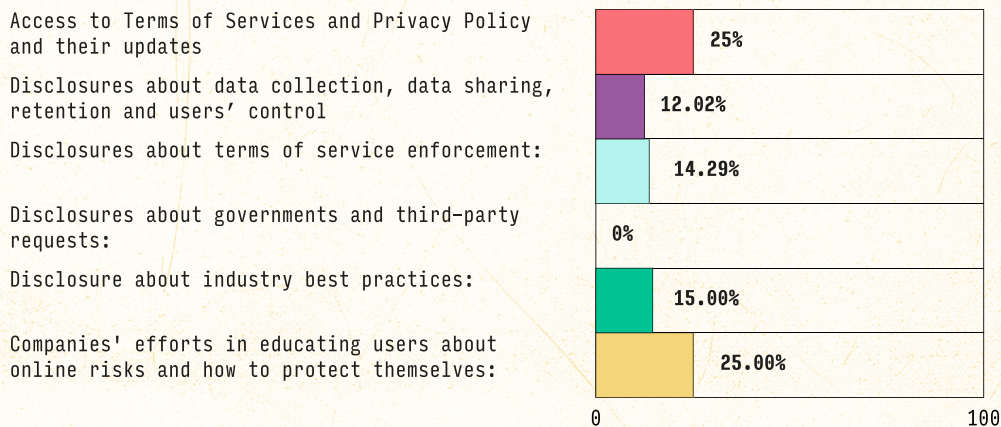 Access to Terms of Services and Privacy Policy
and their updates
25%
Disclosures about data collection, data sharing,
retention and users’ control
12.02%
Disclosures about terms of service enforcement:
14.29%
Disclosures about governments and third-party
requests:
0%
Disclosure about industry best practices:
15.00%
Companies' efforts in educating users about
online risks and how to protect themselves:
25.00%
0
100